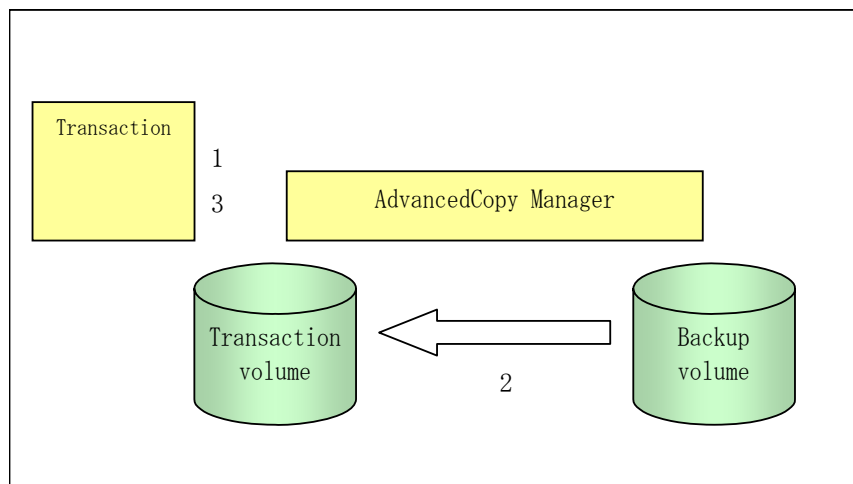 Transaction
1
3
AdvancedCopy Manager
Transaction
volume
2
Backup
volume